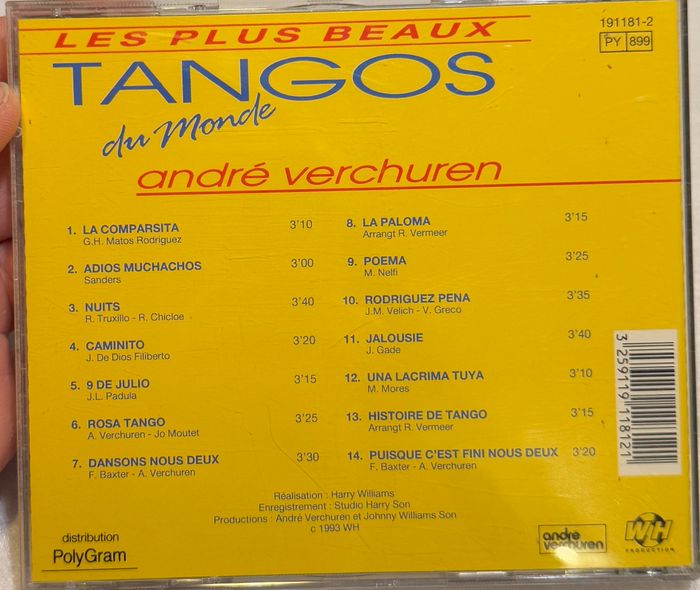 LES PLUS BEAUX
191181-2
PY 899
TANGOS
du Monde
andré verchuren
1. LA COMPARSITA 3'10
G.H. Matos Rodriguez
2. ADIOS MUCHACHOS 3'00
Sanders
3. NUITS 3'40
R. Truxillo - R. Chicloe
4. CAMINITO 3'20
J. De Dios Filiberto
5. 9 DE JULIO 3'15
J.L. Padula
6. ROSA TANGO 3'25
A. Verchuren - Jo Moutet
7. DANSONS NOUS DEUX 3'30
F. Baxter - A. Verchuren
8. LA PALOMA 3'15
Arrangt R. Vermeer
9. POEMA 3'25
M. Nelfi
10. RODRIGUEZ PENA 3'35
J.M. Velich - V. Greco
11. JALOUSIE 3'40
J. Gade
12. UNA LACRIMA TUYA 3'10
M. Mores
13. HISTOIRE DE TANGO 3'15
Arrangt R. Vermeer
14. PUISQUE C'EST FINI NOUS DEUX 3'20
F. Baxter - A. Verchuren
3 259119 118121
Réalisation : Harry Williams
Enregistrement : Studio Harry Son
Productions : André Verchuren et Johnny Williams Son
c 1993 WH
distribution
PolyGram
andré
verchuren
WH
PRODUCTION